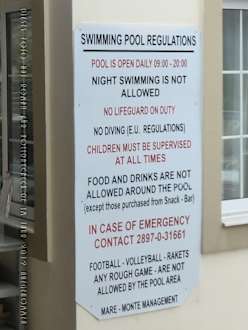 SWIMMING POOL REGULATIONS
POOL IS OPEN DAILY 09:00 - 20:00
NIGHT SWIMMING IS NOT
ALLOWED
NO LIFEGUARD ON DUTY
NO DIVING (E.U. REGULATIONS)
CHILDREN MUST BE SUPERVISED
AT ALL TIMES
FOOD AND DRINKS ARE NOT
ALLOWED AROUND THE POOL
(except those purchased from Snack - Bar)
IN CASE OF EMERGENCY
CONTACT 2897-0-31661
FOOTBALL - VOLLEYBALL - RAKETS
ANY ROUGH GAME - ARE NOT
ALLOWED BY THE POOL AREA
MARE - MONTE MANAGEMENT